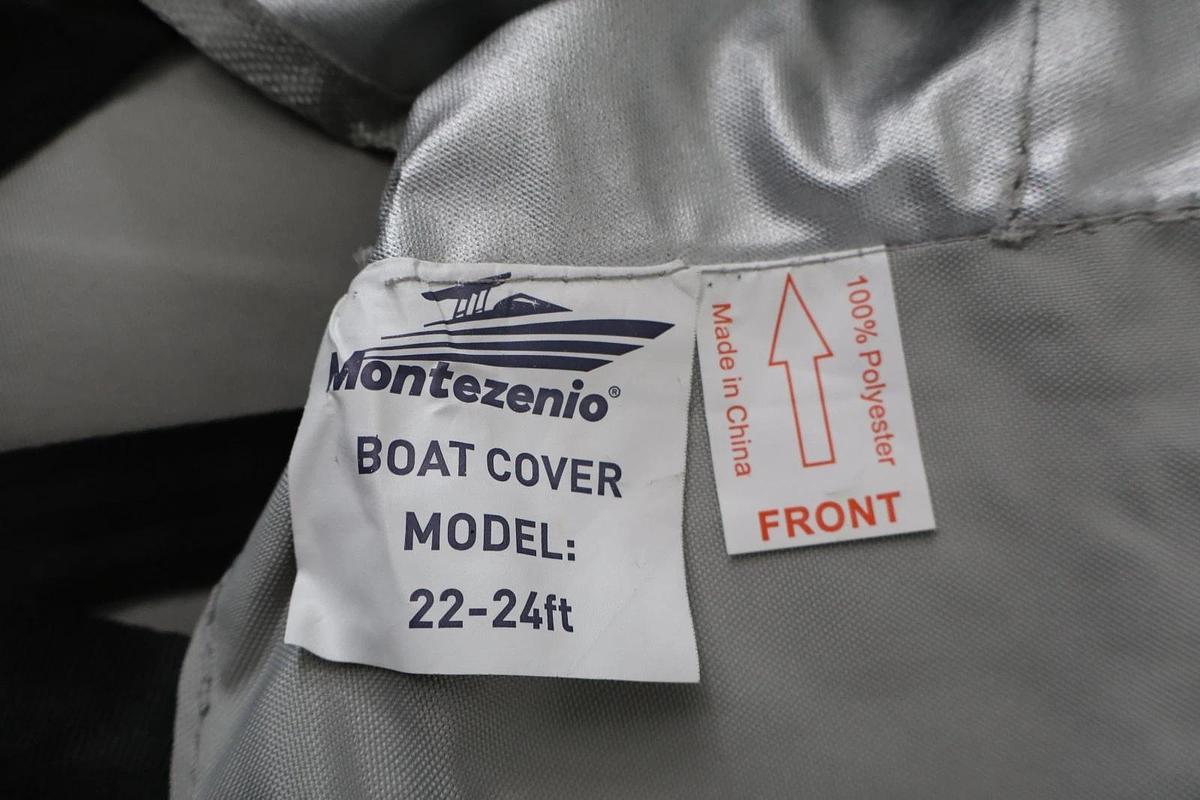 Montezenio®
BOAT COVER
MODEL:
22-24ft
Made in China
100% Polyester
FRONT